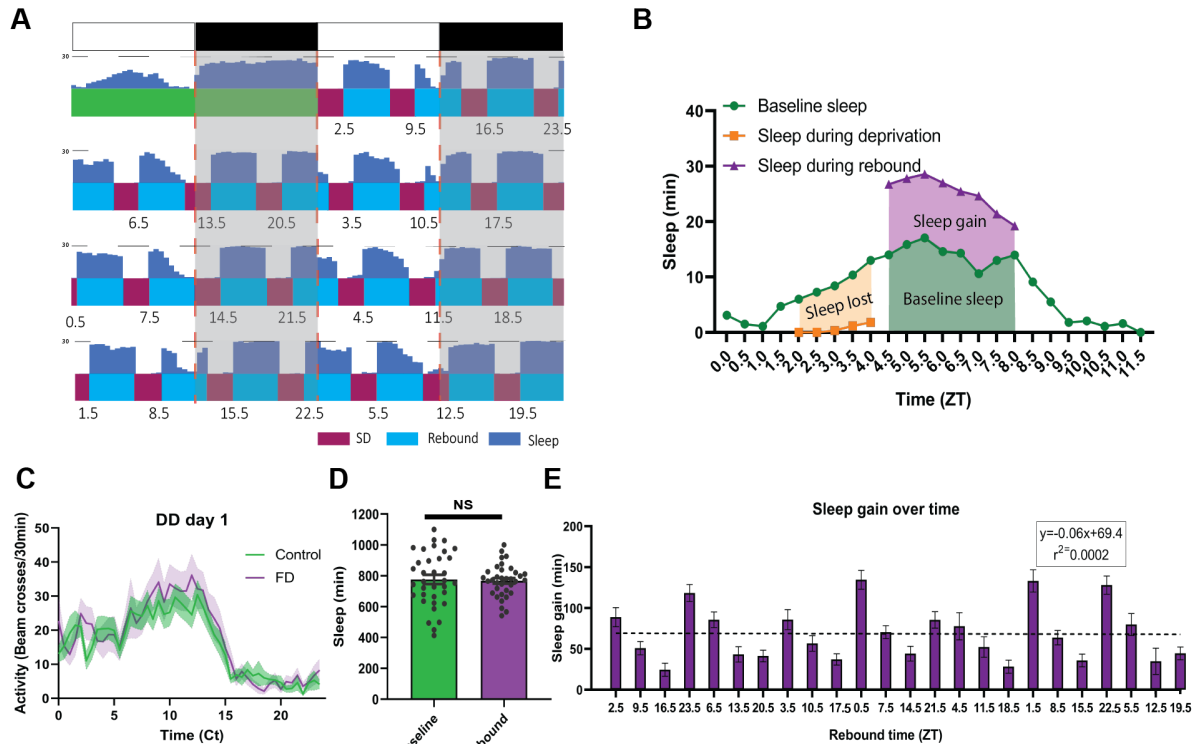 A
30
2.5 9.5 16.5 23.5
30
6.5 13.5 20.5 3.5 10.5 17.5
30
0.5 7.5 14.5 21.5 4.5 11.5 18.5
30
1.5 8.5 15.5 22.5 5.5 12.5 19.5
SD Rebound Sleep
B
Baseline sleep
Sleep during deprivation
Sleep during rebound
Sleep gain
Sleep lost
Baseline sleep
Sleep (min)
40
30
20
10
0
0.0 0.5 1.0 1.5 2.0 2.5 3.0 3.5 4.0 4.5 5.0 5.5 6.0 6.5 7.0 7.5 8.0 8.5 9.0 9.5 10.0 10.5 11.0 11.5
Time (ZT)
C
DD day 1
Control
FD
Activity (Beam crosses/30min)
50
40
30
20
10
0
0 5 10 15 20
Time (Ct)
D
NS
Sleep (min)
1200
1000
800
600
400
200
0
seline bound
E
Sleep gain over time
y=-0.06x+69.4
r²=0.0002
Sleep gain (min)
200
150
100
50
0
2.5 9.5 16.5 23.5 6.5 13.5 20.5 3.5 10.5 17.5 0.5 7.5 14.5 21.5 4.5 11.5 18.5 1.5 8.5 15.5 22.5 5.5 12.5 19.5
Rebound time (ZT)